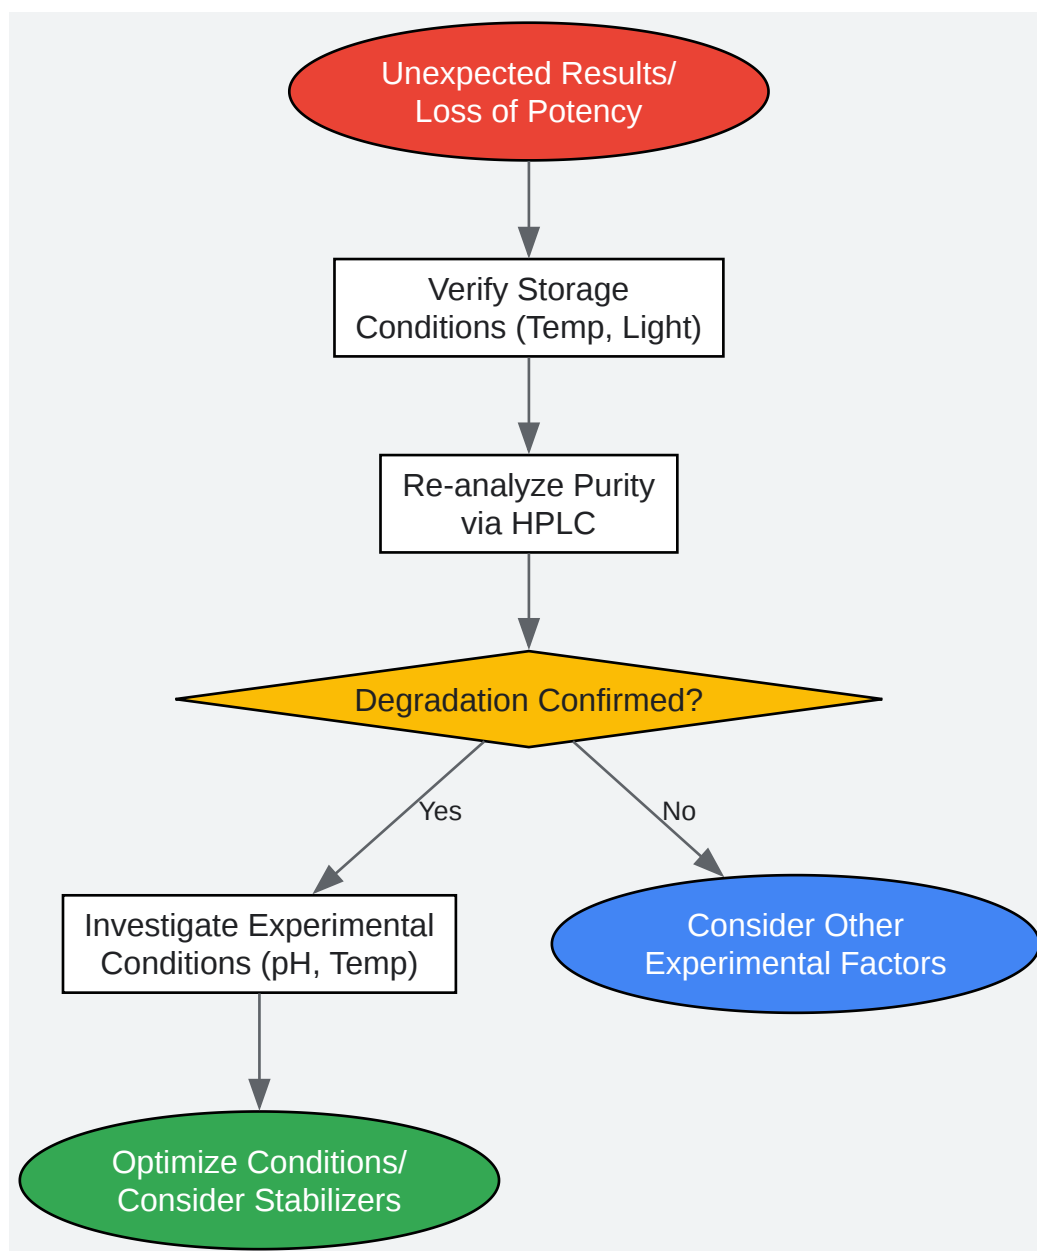 Unexpected Results/
Loss of Potency
Verify Storage
Conditions (Temp, Light)
Re-analyze Purity
via HPLC
Degradation Confirmed?
Yes
No
Investigate Experimental
Conditions (pH, Temp)
Consider Other
Experimental Factors
Optimize Conditions/
Consider Stabilizers